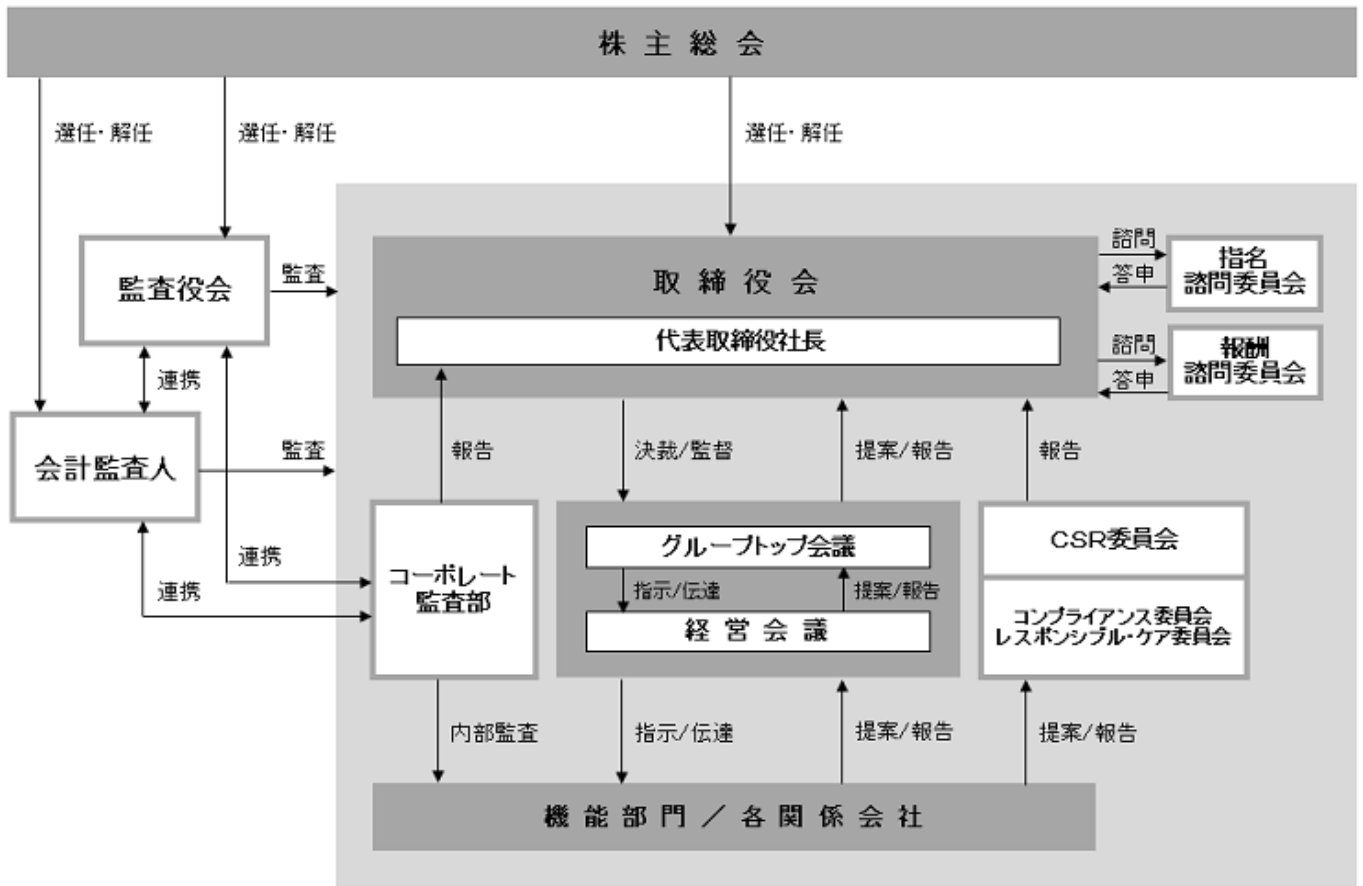 株主総会
選任・解任
選任・解任
選任・解任
監査役会
監査
取締役会
代表取締役社長
諮問
答申
指名
諮問委員会
諮問
答申
報酬
諮問委員会
連携
会計監査人
監査
報告
決裁/監督
提案/報告
報告
連携
連携
コーポレート
監査部
グループトップ会議
指示/伝達
提案/報告
経営会議
CSR委員会
コンプライアンス委員会
レスポンシブル・ケア委員会
内部監査
指示/伝達
提案/報告
提案/報告
機能部門/各関係会社